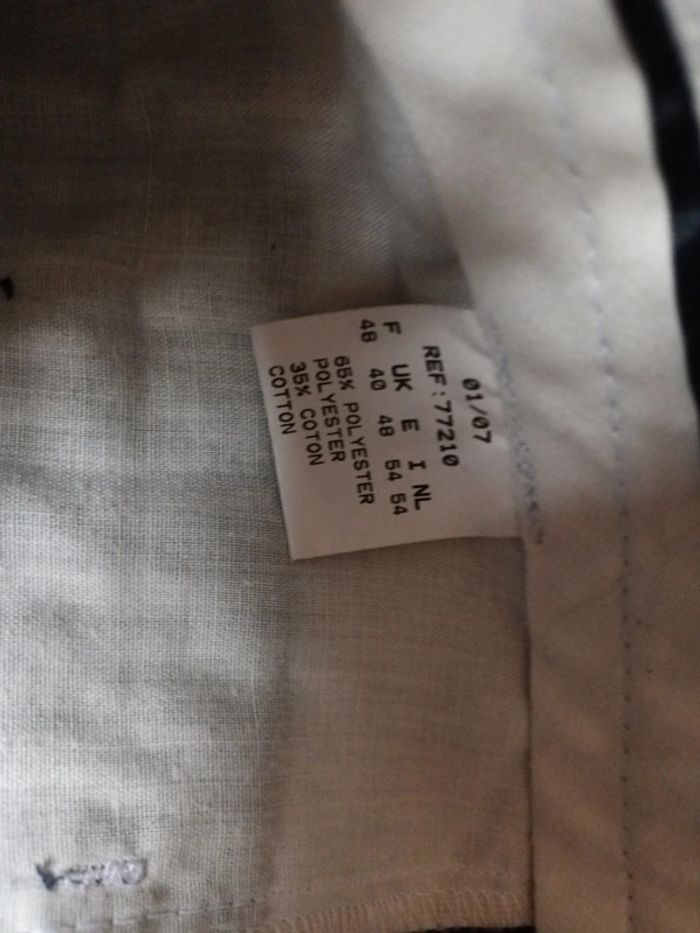 01/07
REF:77210
F UK E I NL
48 40 48 54 54
65% POLYESTER
POLYESTER
35% COTON
COTTON